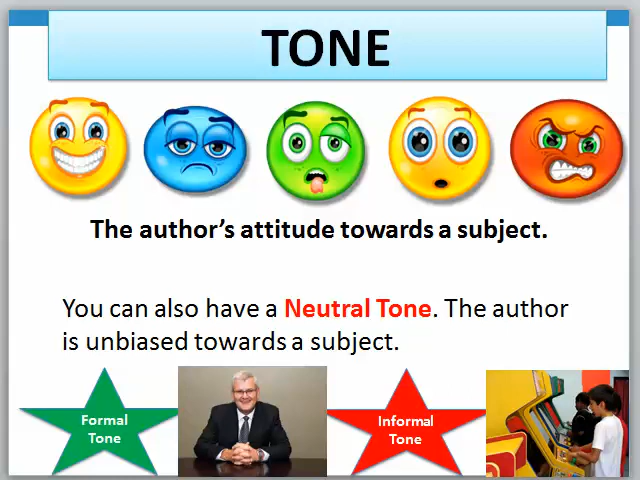 TONE
The author's attitude towards a subject.
You can also have a Neutral Tone. The author
is unbiased towards a subject.
Formal
Tone
Informal
Tone